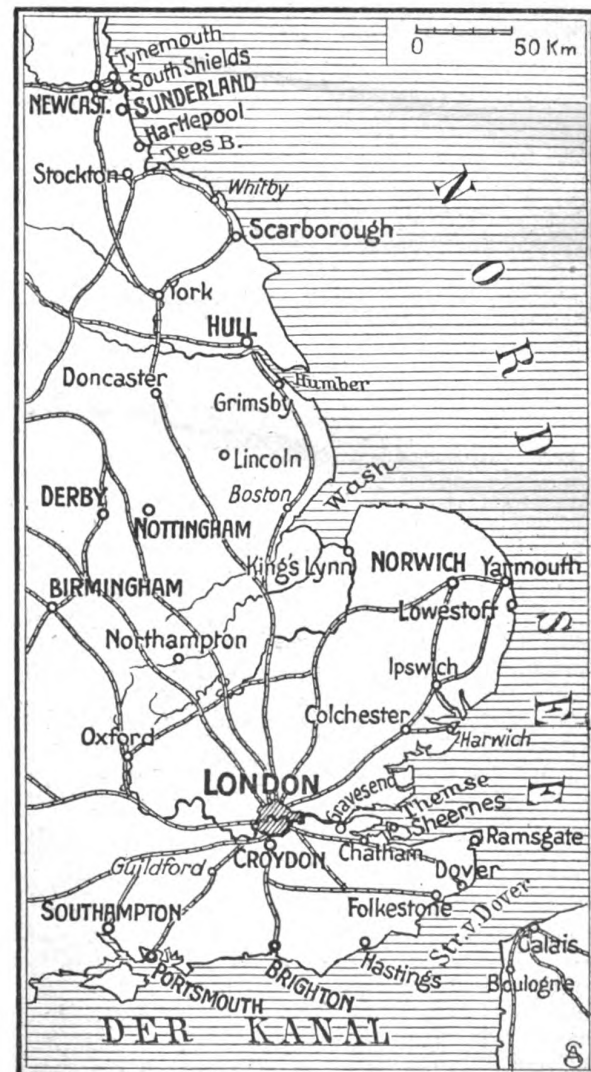 0 50 Km
Tynemouth
South Shields
NEWCAST.
SUNDERLAND
Hartlepool
Tees B.
Stockton
Whitby
Scarborough
NORDSEE
York
HULL
Doncaster
Humber
Grimsby
Lincoln
Boston
Wash
DERBY
NOTTINGHAM
King's Lynn
NORWICH
Yarmouth
BIRMINGHAM
Lowestoft
Northampton
Ipswich
Colchester
Oxford
Harwich
LONDON
Gravesend
Themse
Sheernes
Ramsgate
CROYDON
Chatham
Guildford
Dover
Folkestone
SOUTHAMPTON
Str. v. Dover
Calais
Hastings
Boulogne
PORTSMOUTH
BRIGHTON
DER KANAL